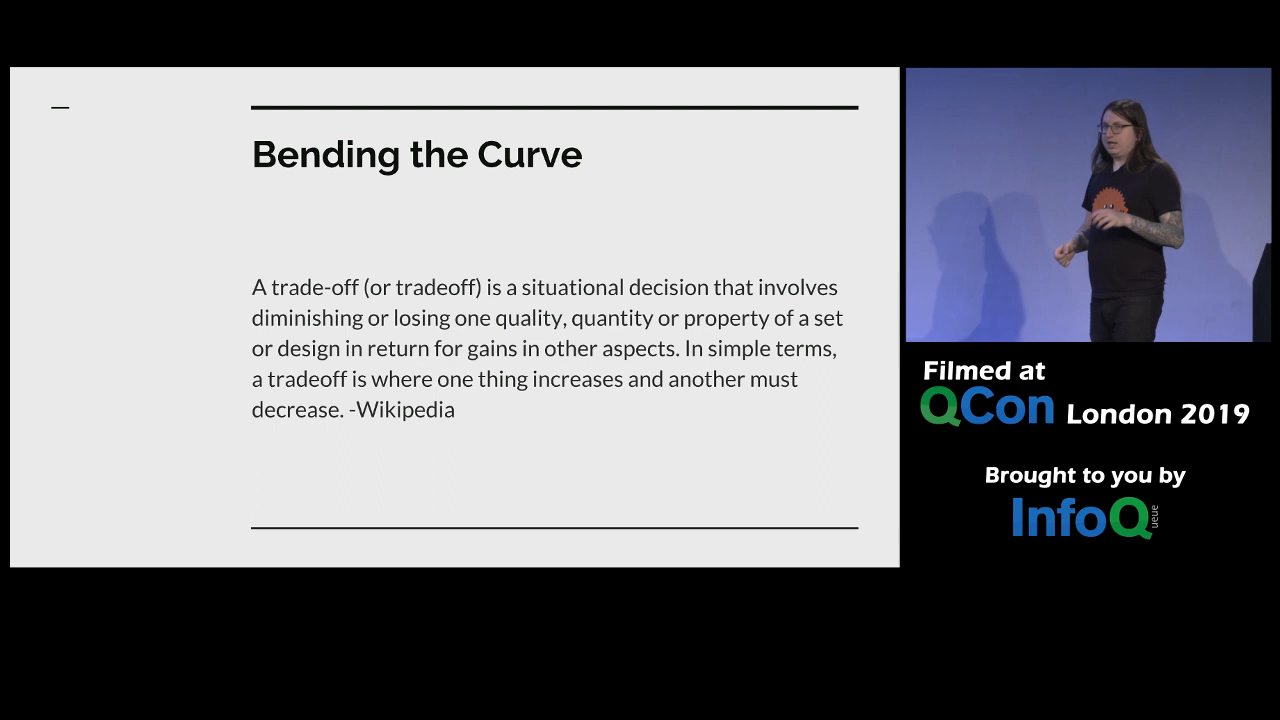 Bending the Curve
A trade-off (or tradeoff) is a situational decision that involves
diminishing or losing one quality, quantity or property of a set
or design in return for gains in other aspects. In simple terms,
a tradeoff is where one thing increases and another must
decrease. -Wikipedia
Filmed at
QCon London 2019
Brought to you by
InfoQueue